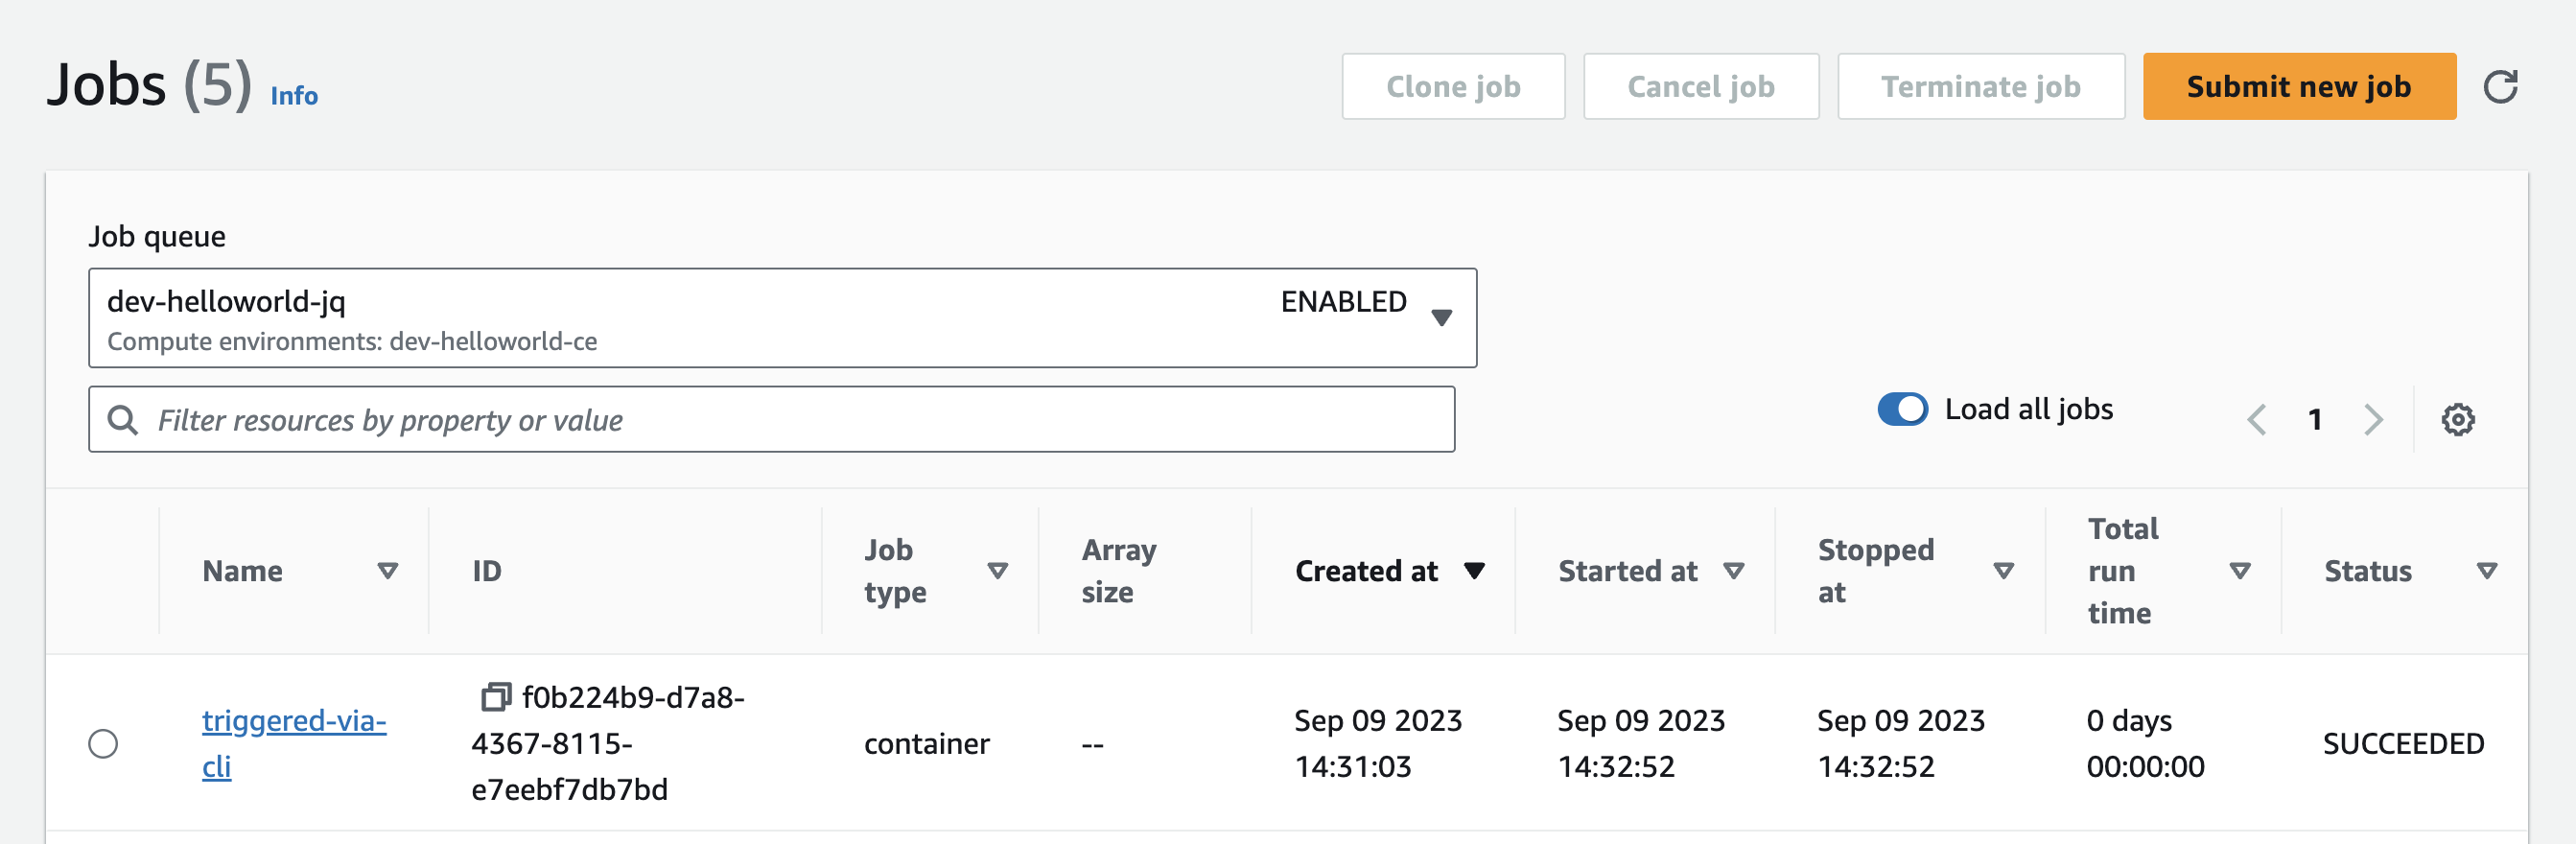 Jobs (5) Info
Clone job
Cancel job
Terminate job
Submit new job
Job queue
dev-helloworld-jq
ENABLED
Compute environments: dev-helloworld-ce
Filter resources by property or value
Load all jobs
1
Name
ID
Job
type
Array
size
Created at
Started at
Stopped
at
Total
run
time
Status
triggered-via-
cli
f0b224b9-d7a8-
4367-8115-
e7eebf7db7bd
container
--
Sep 09 2023
14:31:03
Sep 09 2023
14:32:52
Sep 09 2023
14:32:52
0 days
00:00:00
SUCCEEDED